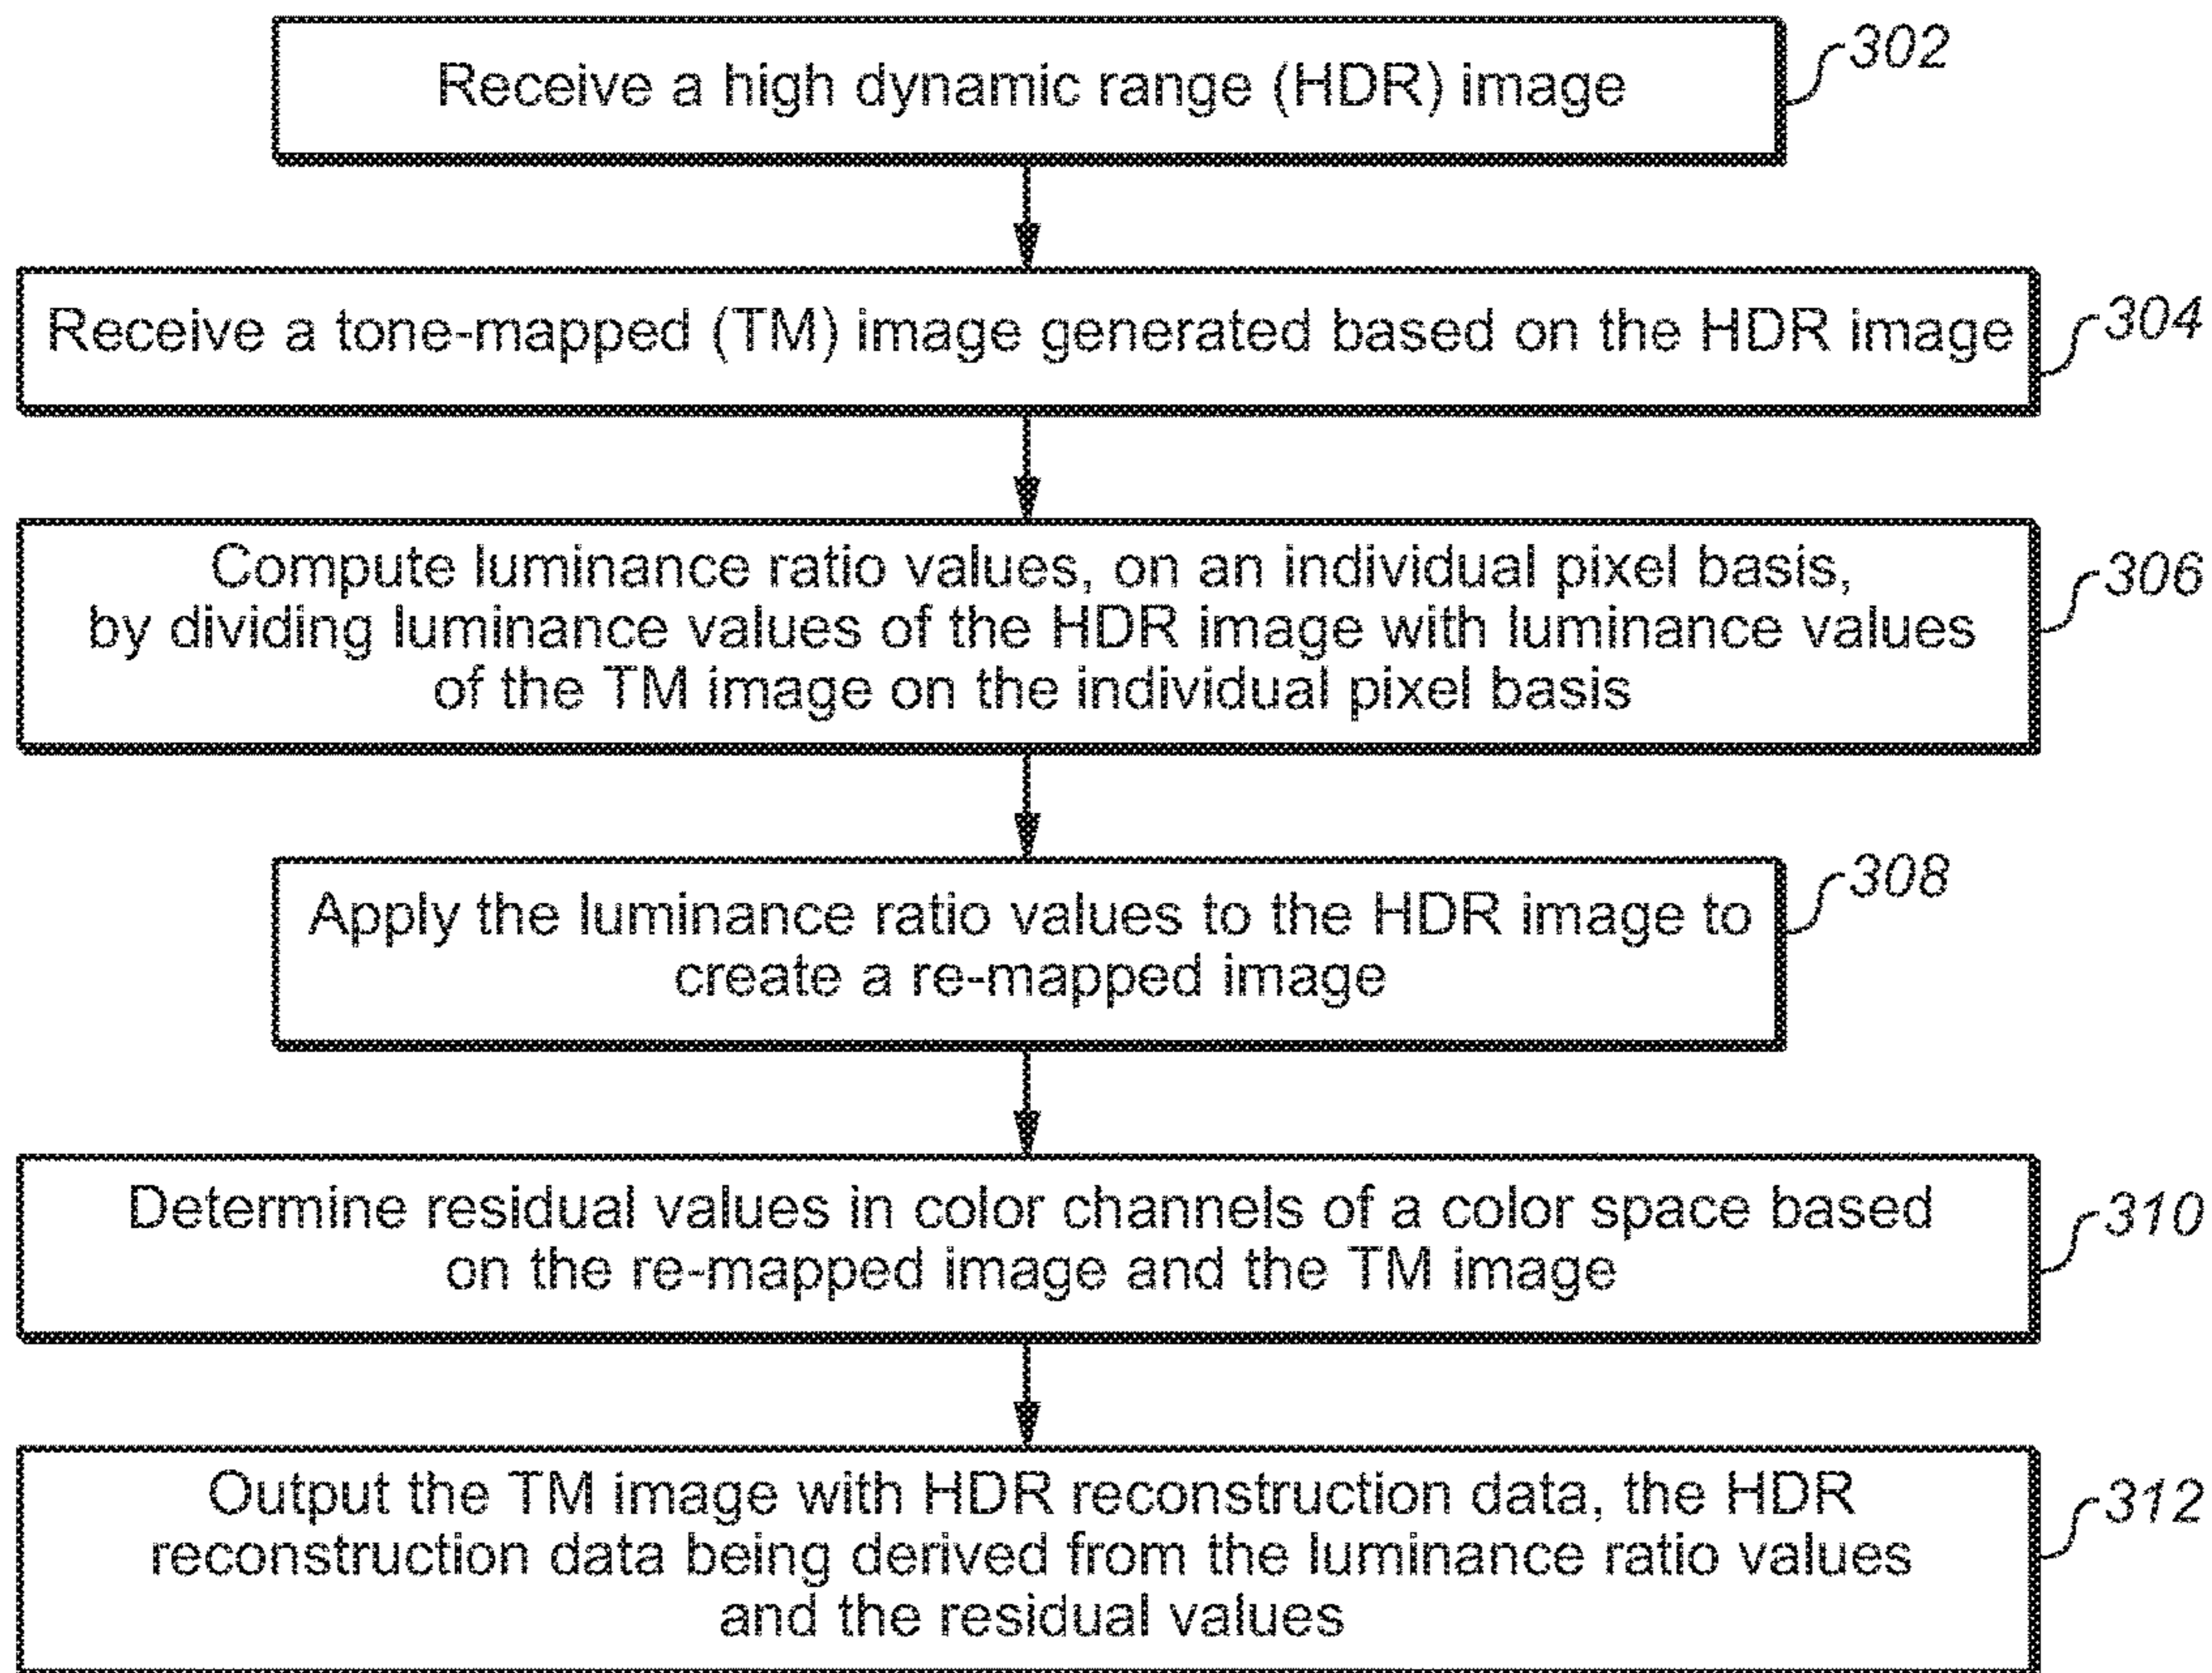 Receive a high dynamic range (HDR) image
302
Receive a tone-mapped (TM) image generated based on the HDR image
304
Compute luminance ratio values, on an individual pixel basis,
by dividing luminance values of the HDR image with luminance values
of the TM image on the individual pixel basis
306
Apply the luminance ratio values to the HDR image to
create a re-mapped image
308
Determine residual values in color channels of a color space based
on the re-mapped image and the TM image
310
Output the TM image with HDR reconstruction data, the HDR
reconstruction data being derived from the luminance ratio values
and the residual values
312